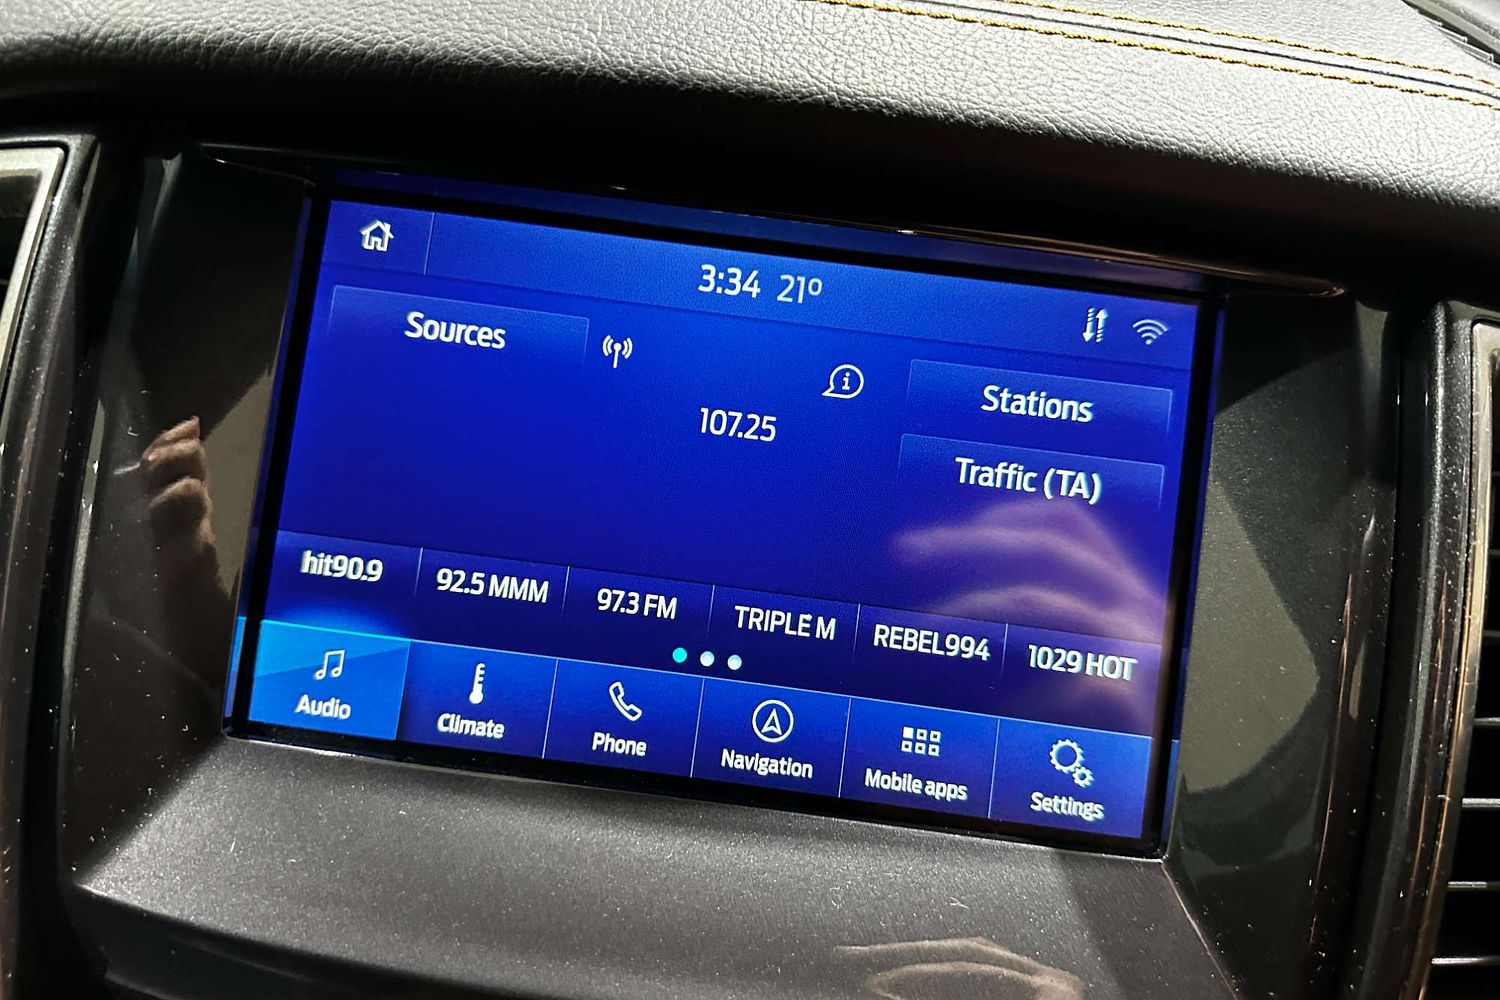 3:34 21º
Sources
Stations
107.25
Traffic (TA)
hit90.9
92.5 MMM
97.3 FM
TRIPLE M
REBEL994
1029 HOT
Audio
Climate
Phone
Navigation
Mobile apps
Settings